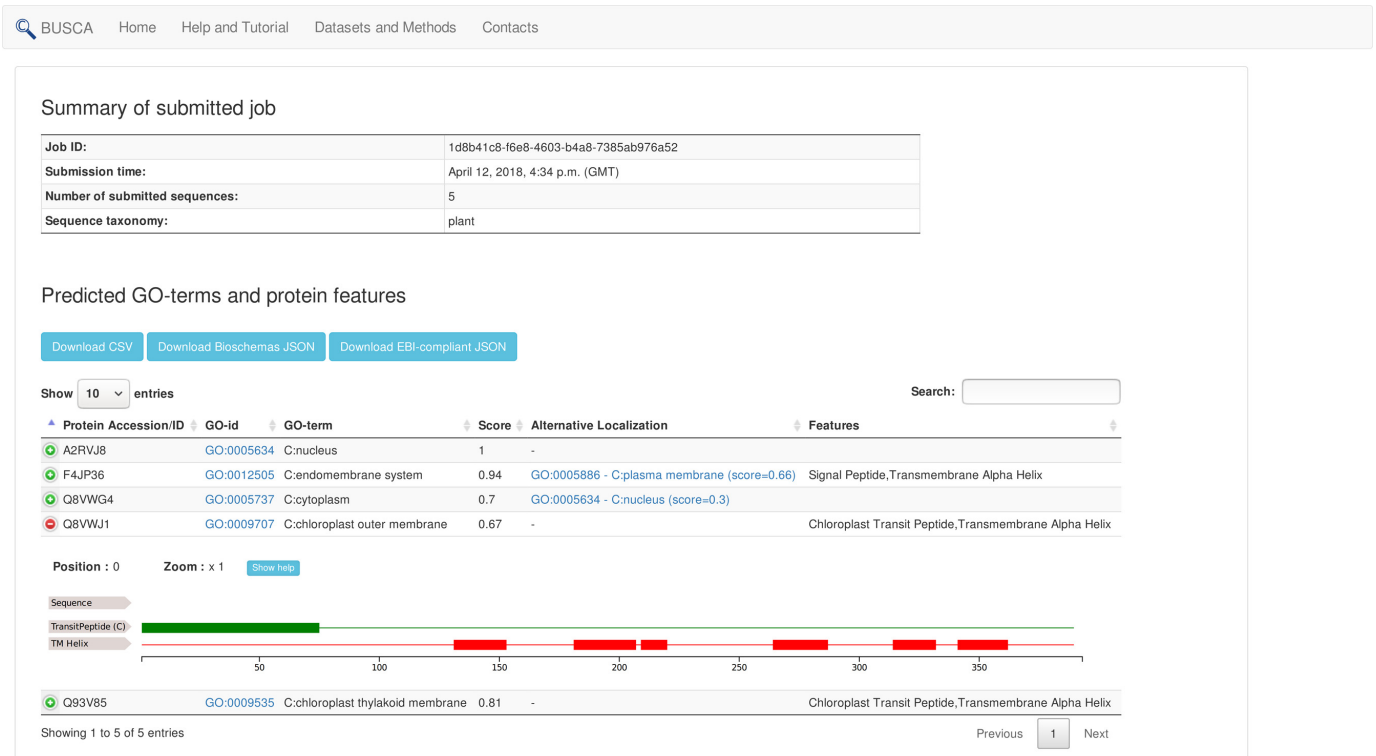 BUSCA Home Help and Tutorial Datasets and Methods Contacts
Summary of submitted job
Job ID: 1d8b41c8-f6e8-4603-b4a8-7385ab976a52
Submission time: April 12, 2018, 4:34 p.m. (GMT)
Number of submitted sequences: 5
Sequence taxonomy: plant
Predicted GO-terms and protein features
Download CSV Download Bioschemas JSON Download EBI-compliant JSON
Show 10 entries Search:
Protein Accession/ID GO-id GO-term Score Alternative Localization Features
A2RVJ8 GO:0005634 C:nucleus 1 -
F4JP36 GO:0012505 C:endomembrane system 0.94 GO:0005886 - C:plasma membrane (score=0.66) Signal Peptide,Transmembrane Alpha Helix
Q8VWG4 GO:0005737 C:cytoplasm 0.7 GO:0005634 - C:nucleus (score=0.3)
Q8VWJ1 GO:0009707 C:chloroplast outer membrane 0.67 - Chloroplast Transit Peptide,Transmembrane Alpha Helix
Position : 0 Zoom : x 1 Show help
Sequence
TransitPeptide (C)
TM Helix
50 100 150 200 250 300 350
Q93V85 GO:0009535 C:chloroplast thylakoid membrane 0.81 - Chloroplast Transit Peptide,Transmembrane Alpha Helix
Showing 1 to 5 of 5 entries Previous 1 Next